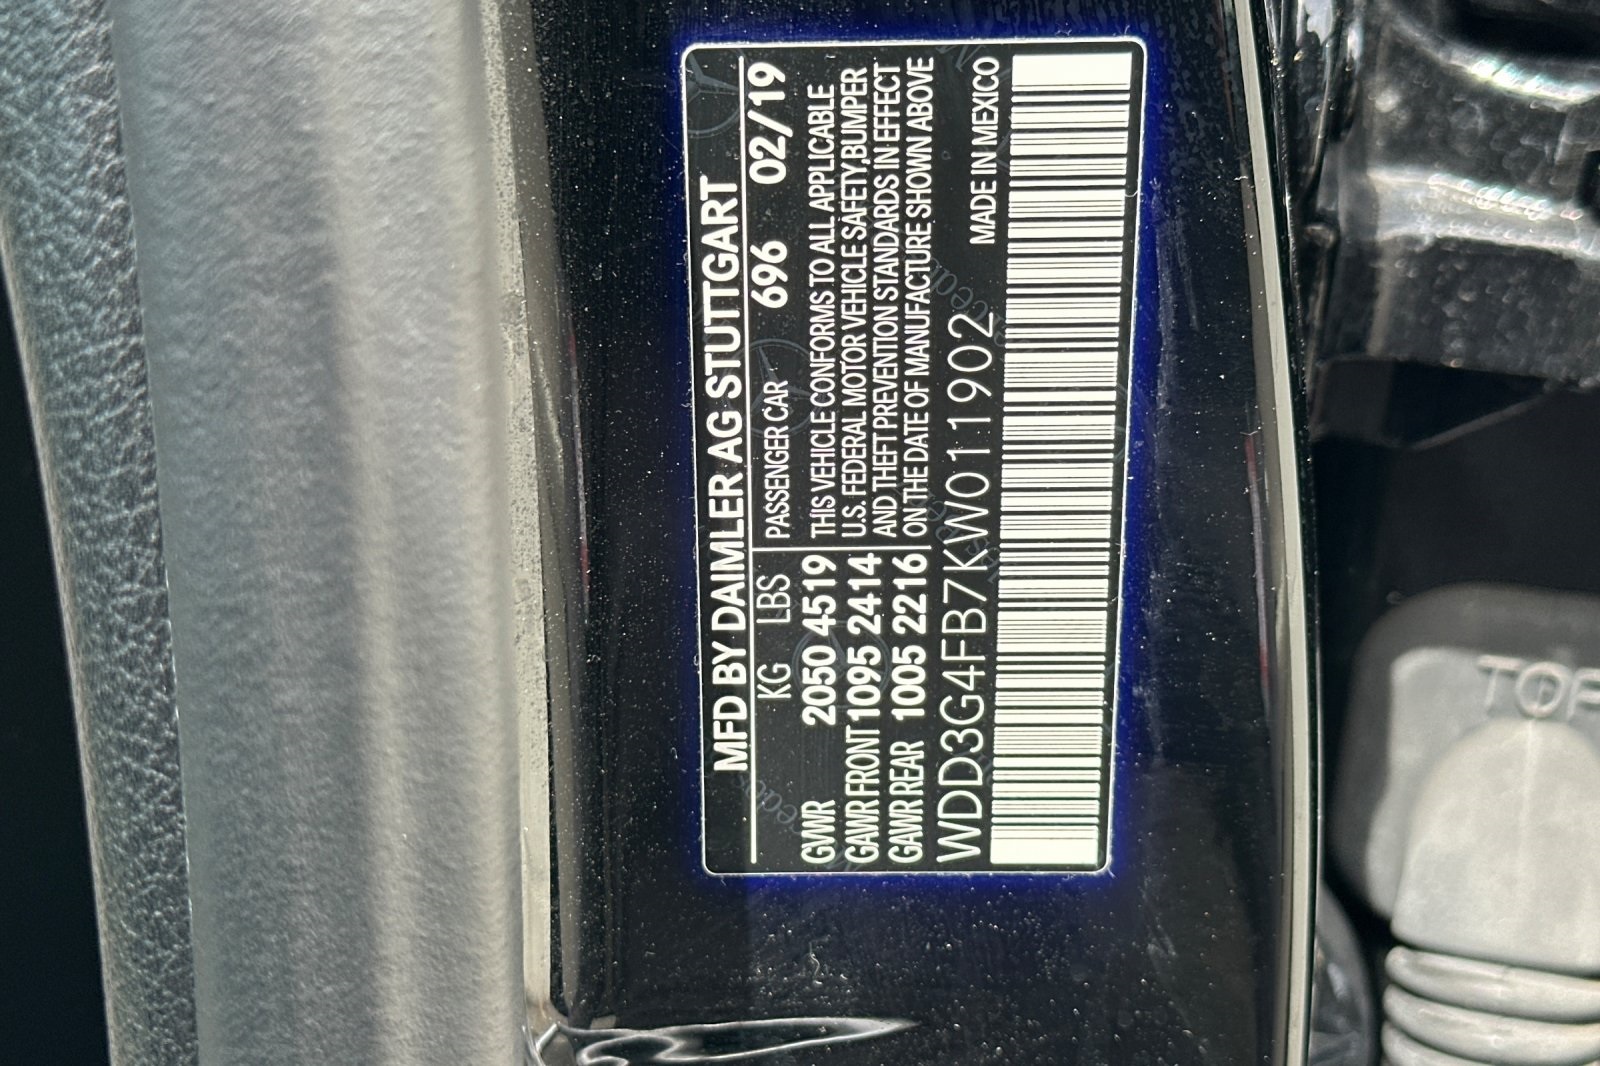 MFD BY DAIMLER AG STUTTGART
KG LBS PASSENGER CAR 696 02/19
GVWR 2050 4519 THIS VEHICLE CONFORMS TO ALL APPLICABLE
GAWR FRONT 1095 2414 U.S. FEDERAL MOTOR VEHICLE SAFETY,BUMPER
AND THEFT PREVENTION STANDARDS IN EFFECT
GAWR REAR 1005 2216 ON THE DATE OF MANUFACTURE SHOWN ABOVE
WDD3G4FB7KW011902 MADE IN MEXICO
TOP